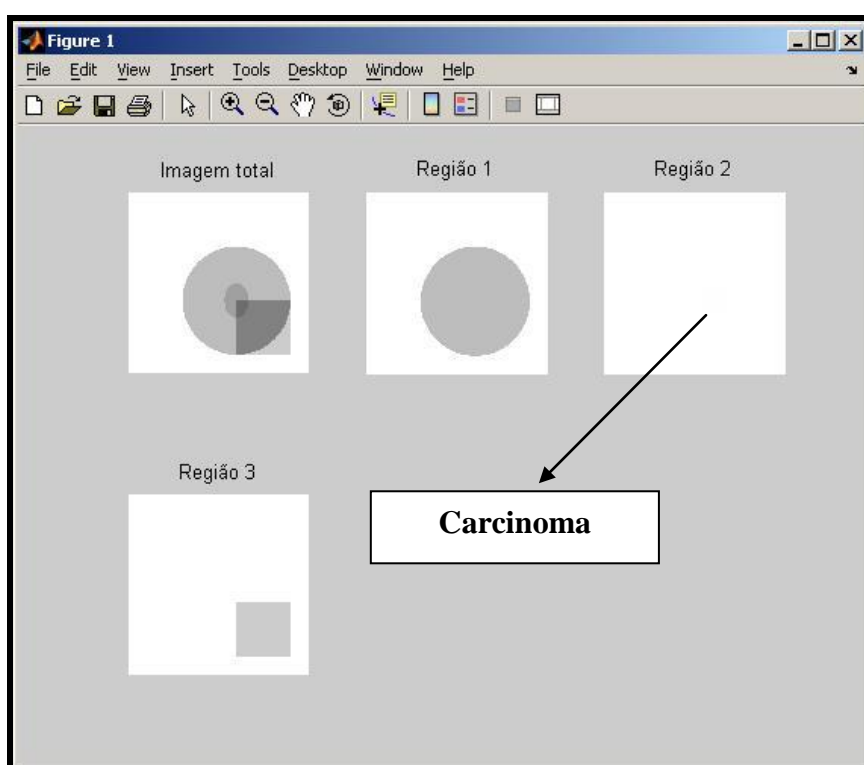 Figure 1
File Edit View Insert Tools Desktop Window Help
Imagem total Região 1 Região 2
Região 3
Carcinoma